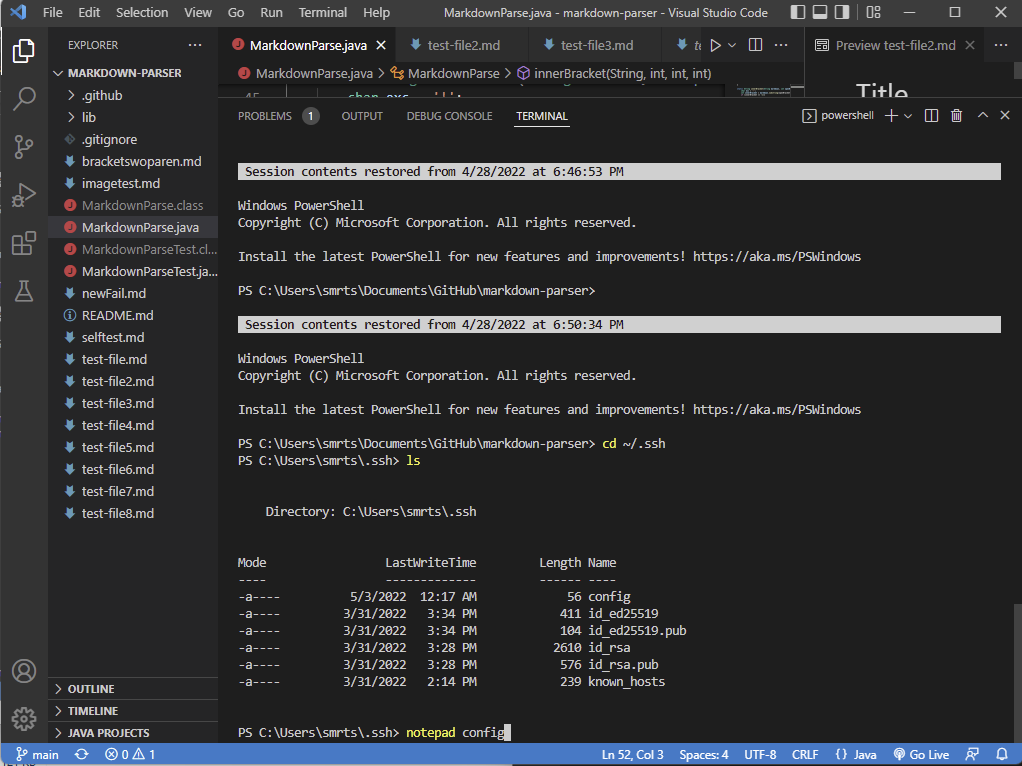 File Edit Selection View Go Run Terminal Help MarkdownParse.java - markdown-parser - Visual Studio Code
EXPLORER
MARKDOWN-PARSER
.github
lib
.gitignore
bracketswoparen.md
imagetest.md
MarkdownParse.class
MarkdownParse.java
MarkdownParseTest.cl...
MarkdownParseTest.ja...
newFail.md
README.md
selftest.md
test-file.md
test-file2.md
test-file3.md
test-file4.md
test-file5.md
test-file6.md
test-file7.md
test-file8.md
OUTLINE
TIMELINE
JAVA PROJECTS
MarkdownParse.java test-file2.md test-file3.md Preview test-file2.md
MarkdownParse.java > MarkdownParse > innerBracket(String, int, int, int)
Title
PROBLEMS 1 OUTPUT DEBUG CONSOLE TERMINAL powershell
Session contents restored from 4/28/2022 at 6:46:53 PM
Windows PowerShell
Copyright (C) Microsoft Corporation. All rights reserved.
Install the latest PowerShell for new features and improvements! https://aka.ms/PSWindows
PS C:\Users\smrts\Documents\GitHub\markdown-parser>
Session contents restored from 4/28/2022 at 6:50:34 PM
Windows PowerShell
Copyright (C) Microsoft Corporation. All rights reserved.
Install the latest PowerShell for new features and improvements! https://aka.ms/PSWindows
PS C:\Users\smrts\Documents\GitHub\markdown-parser> cd ~/.ssh
PS C:\Users\smrts\.ssh> ls
Directory: C:\Users\smrts\.ssh
Mode LastWriteTime Length Name
---- ------------- ------ ----
-a---- 5/3/2022 12:17 AM 56 config
-a---- 3/31/2022 3:34 PM 411 id_ed25519
-a---- 3/31/2022 3:34 PM 104 id_ed25519.pub
-a---- 3/31/2022 3:28 PM 2610 id_rsa
-a---- 3/31/2022 3:28 PM 576 id_rsa.pub
-a---- 3/31/2022 2:14 PM 239 known_hosts
PS C:\Users\smrts\.ssh> notepad config
main 0 1 Ln 52, Col 3 Spaces: 4 UTF-8 CRLF {} Java Go Live